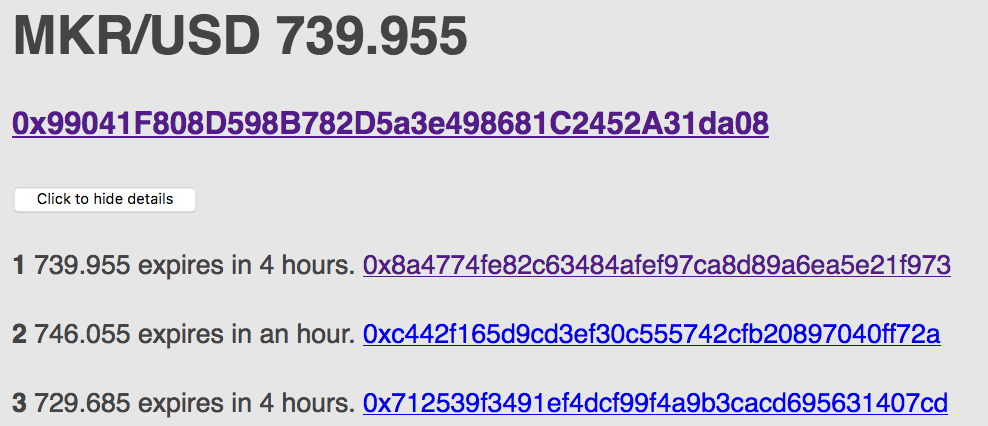 MKR/USD 739.955
0x99041F808D598B782D5a3e498681C2452A31da08
Click to hide details
1 739.955 expires in 4 hours. 0x8a4774fe82c63484afef97ca8d89a6ea5e21f973
2 746.055 expires in an hour. 0xc442f165d9cd3ef30c555742cfb20897040ff72a
3 729.685 expires in 4 hours. 0x712539f3491ef4dcf99f4a9b3cacd695631407cd